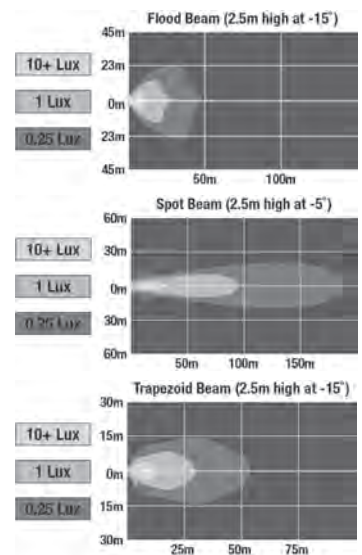 Flood Beam (2.5m high at -15˚)
45m
10+ Lux
23m
1 Lux
0m
0.25 Lux
23m
45m
50m 100m
Spot Beam (2.5m high at -5˚)
60m
10+ Lux
30m
1 Lux
0m
0.25 Lux
30m
60m
50m 100m 150m
Trapezoid Beam (2.5m high at -15˚)
30m
10+ Lux
15m
1 Lux
0m
0.25 Lux
15m
30m
25m 50m 75m